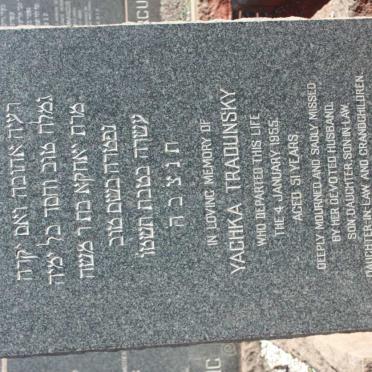 רעיה אהובה ואם יקרה
גמלה טוב וחסד כל ימיה
מרת יאחקא בת ר' משה
נפטרה בשם טוב
עשרה בטבת תשטו
ת נ צ ב ה
IN LOVING MEMORY OF
YACHKA TRADUNSKY
WHO DEPARTED THIS LIFE
THE 4 JANUARY 1955.
AGED 51 YEARS
DEEPLY MOURNED AND SADLY MISSED
BY HER DEVOTED HUSBAND,
SON, DAUGHTER, SON-IN-LAW,
DAUGHTER-IN-LAW AND GRANDCHILDREN.